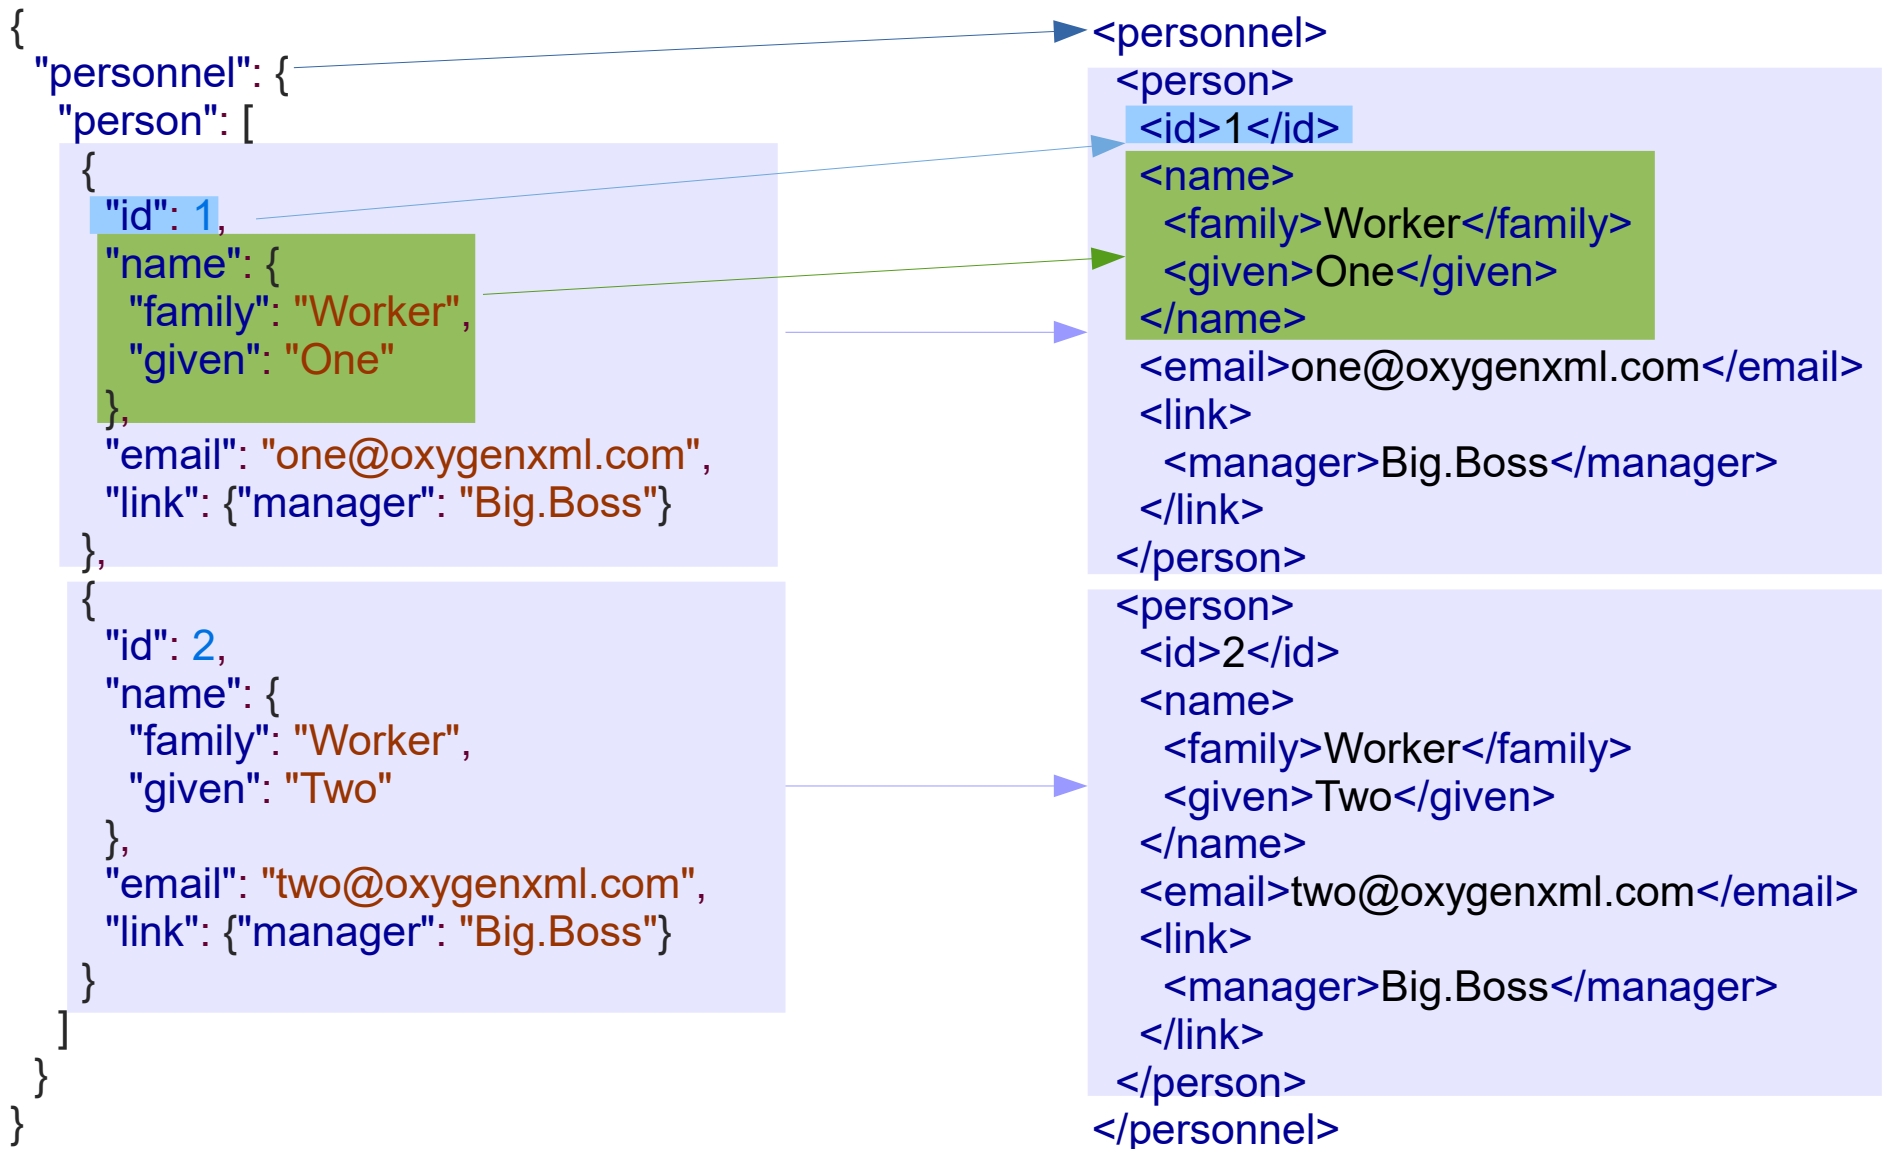 {
  "personnel": {
    "person": [
      {
        "id": 1,
        "name": {
          "family": "Worker",
          "given": "One"
        },
        "email": "one@oxygenxml.com",
        "link": {"manager": "Big.Boss"}
      },
      {
        "id": 2,
        "name": {
          "family": "Worker",
          "given": "Two"
        },
        "email": "two@oxygenxml.com",
        "link": {"manager": "Big.Boss"}
      }
    ]
  }
}
<personnel>
  <person>
    <id>1</id>
    <name>
      <family>Worker</family>
      <given>One</given>
    </name>
    <email>one@oxygenxml.com</email>
    <link>
      <manager>Big.Boss</manager>
    </link>
  </person>
  <person>
    <id>2</id>
    <name>
      <family>Worker</family>
      <given>Two</given>
    </name>
    <email>two@oxygenxml.com</email>
    <link>
      <manager>Big.Boss</manager>
    </link>
  </person>
</personnel>